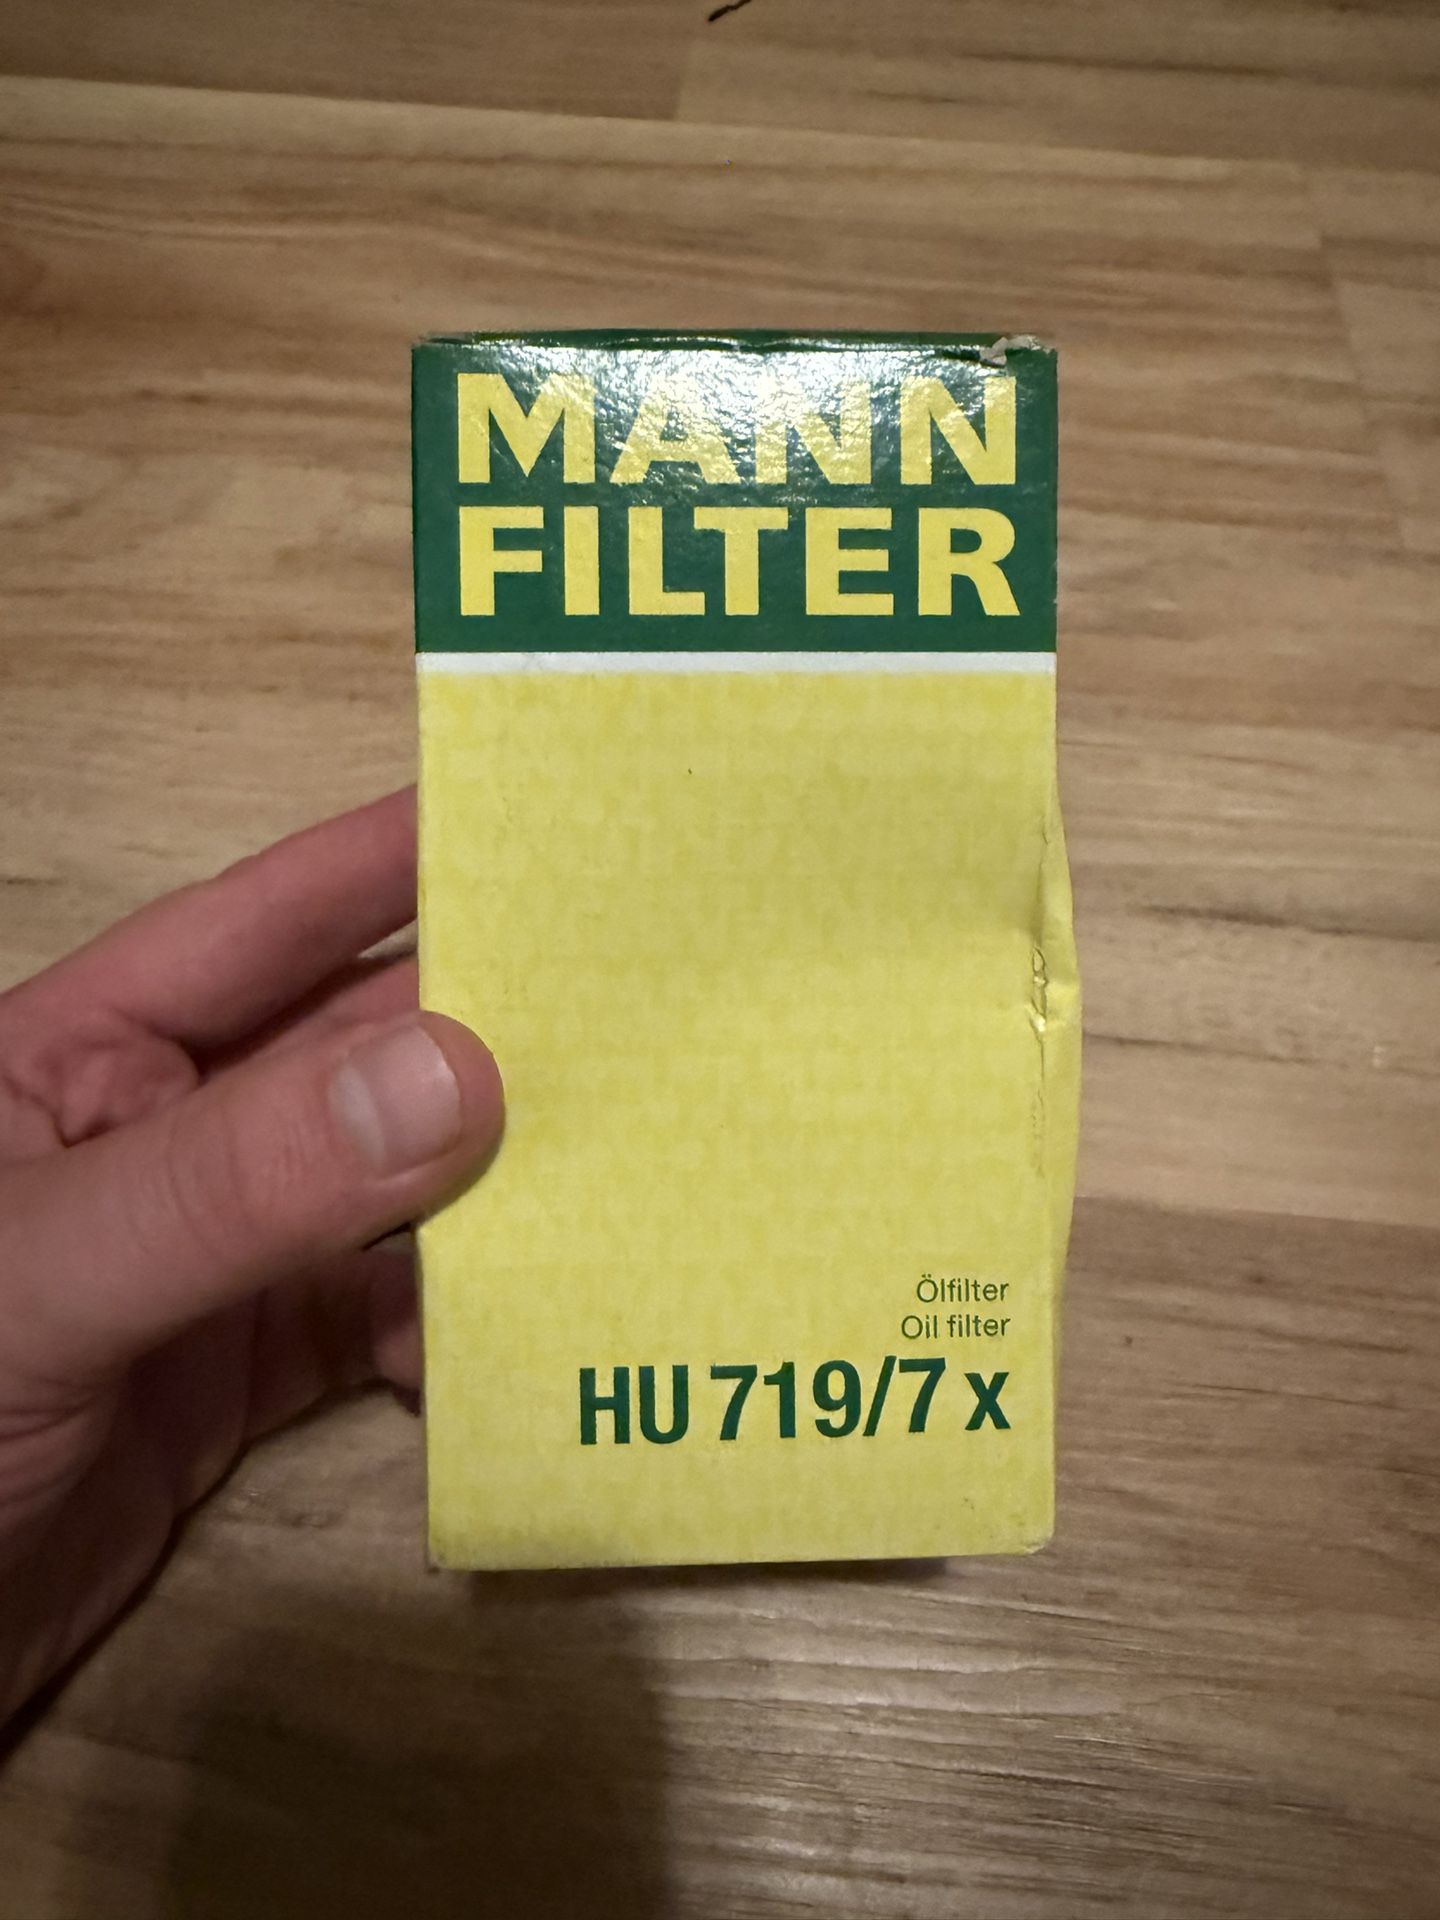 MANN
FILTER
Ölfilter
Oil filter
HU 719/7 x